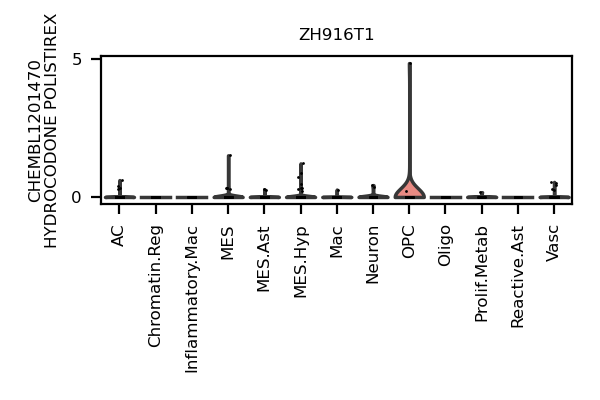 ZH916T1
CHEMBL1201470
HYDROCODONE POLISTIREX
5
0
AC
Chromatin.Reg
Inflammatory.Mac
MES
MES.Ast
MES.Hyp
Mac
Neuron
OPC
Oligo
Prolif.Metab
Reactive.Ast
Vasc